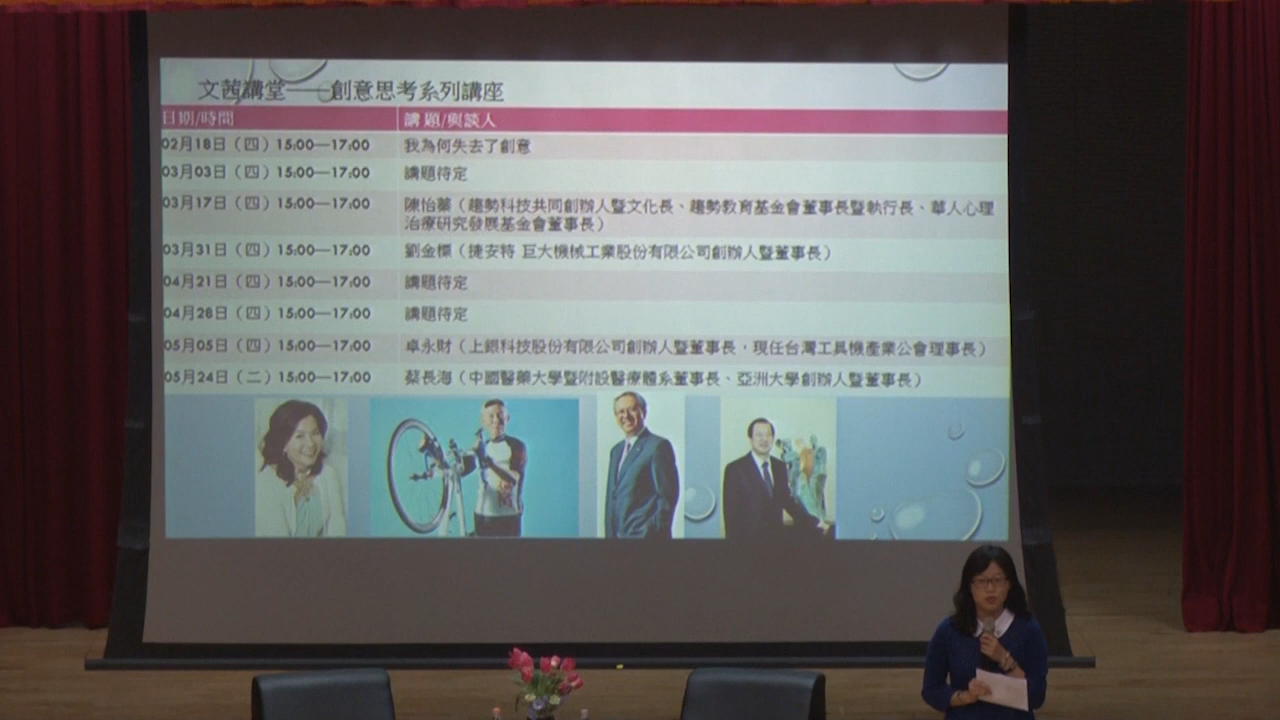 文茜講堂——創意思考系列講座
日期/時間 講題/與談人
02月18日（四）15:00—17:00 我為何失去了創意
03月03日（四）15:00—17:00 講題待定
03月17日（四）15:00—17:00 陳怡蓁（趨勢科技共同創辦人暨文化長、趨勢教育基金會董事長暨執行長、華人心理
治療研究發展基金會董事長）
03月31日（四）15:00—17:00 劉金標（捷安特 巨大機械工業股份有限公司創辦人暨董事長）
04月21日（四）15:00—17:00 講題待定
04月28日（四）15:00—17:00 講題待定
05月05日（四）15:00—17:00 卓永財（上銀科技股份有限公司創辦人暨董事長，現任台灣工具機產業公會理事長）
05月24日（二）15:00—17:00 蔡長海（中國醫藥大學暨附設醫療體系董事長、亞洲大學創辦人暨董事長）